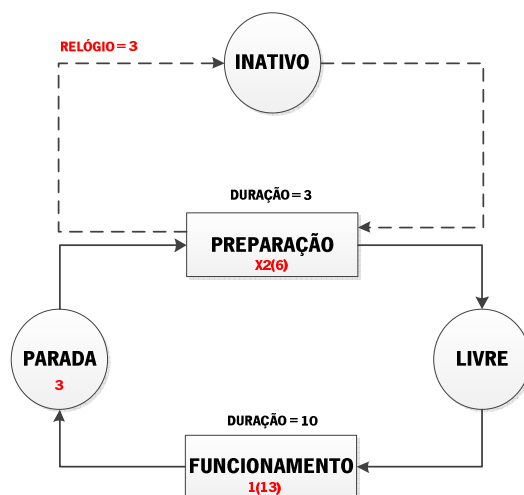 RELÓGIO = 3
INATIVO
DURAÇÃO = 3
PREPARAÇÃO
X2(6)
PARADA
3
LIVRE
DURAÇÃO = 10
FUNCIONAMENTO
1(13)